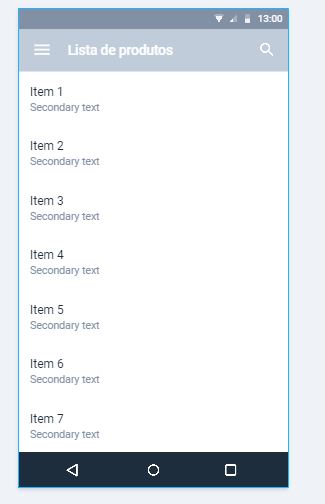 13:00
Lista de produtos
Item 1
Secondary text
Item 2
Secondary text
Item 3
Secondary text
Item 4
Secondary text
Item 5
Secondary text
Item 6
Secondary text
Item 7
Secondary text